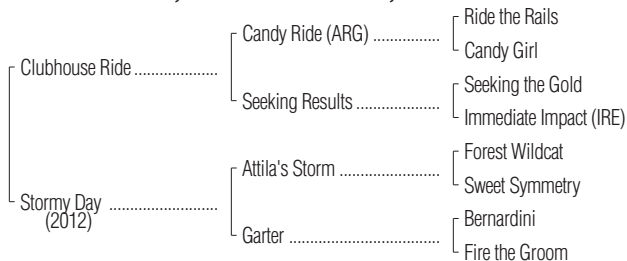 Ride the Rails
Candy Ride (ARG) ................
Candy Girl
Clubhouse Ride ....................
Seeking the Gold
Seeking Results .....................
Immediate Impact (IRE)
Forest Wildcat
Attila's Storm ........................
Sweet Symmetry
Stormy Day ..........................
(2012)
Bernardini
Garter ....................................
Fire the Groom